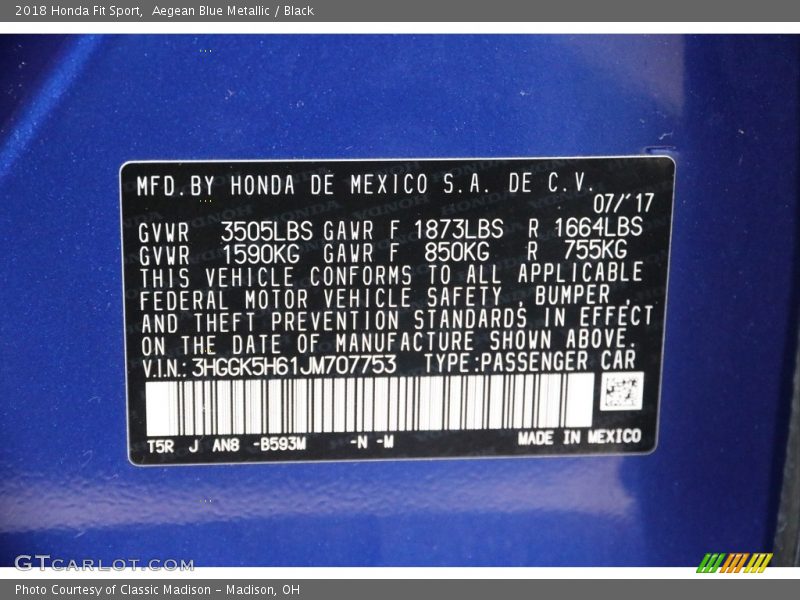 2018 Honda Fit Sport,  Aegean Blue Metallic / Black
MFD.BY HONDA DE MEXICO S.A. DE C.V.
07/17
GVWR 3505LBS GAWR F 1873LBS R 1664LBS
GVWR 1590KG GAWR F 850KG R 755KG
THIS VEHICLE CONFORMS TO ALL APPLICABLE
FEDERAL MOTOR VEHICLE SAFETY , BUMPER ,
AND THEFT PREVENTION STANDARDS IN EFFECT
ON THE DATE OF MANUFACTURE SHOWN ABOVE.
V.I.N.: 3HGGK5H61JM707753 TYPE:PASSENGER CAR
T5R J AN8 -B593M -N -M MADE IN MEXICO
GTCARLOT.COM
Photo Courtesy of Classic Madison – Madison, OH